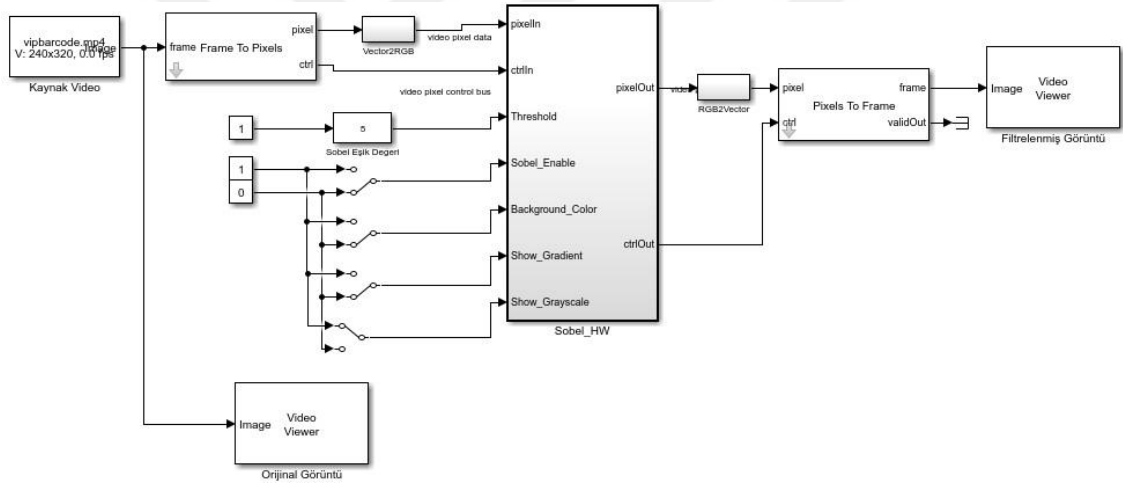 vipbarcode.mp4
Image
V: 240x320, 0.0 fps
Kaynak Video
frame
Frame To Pixels
pixel
ctrl
Vector2RGB
video pixel data
video pixel control bus
1
5
Sobel Eşik Degeri
1
0
pixelIn
ctrlIn
Threshold
Sobel_Enable
Background_Color
Show_Gradient
Show_Grayscale
pixelOut
ctrlOut
Sobel_HW
RGB2Vector
pixel
ctrl
Pixels To Frame
frame
validOut
Image
Video
Viewer
Filtrelenmiş Görüntü
Image
Video
Viewer
Orijinal Görüntü